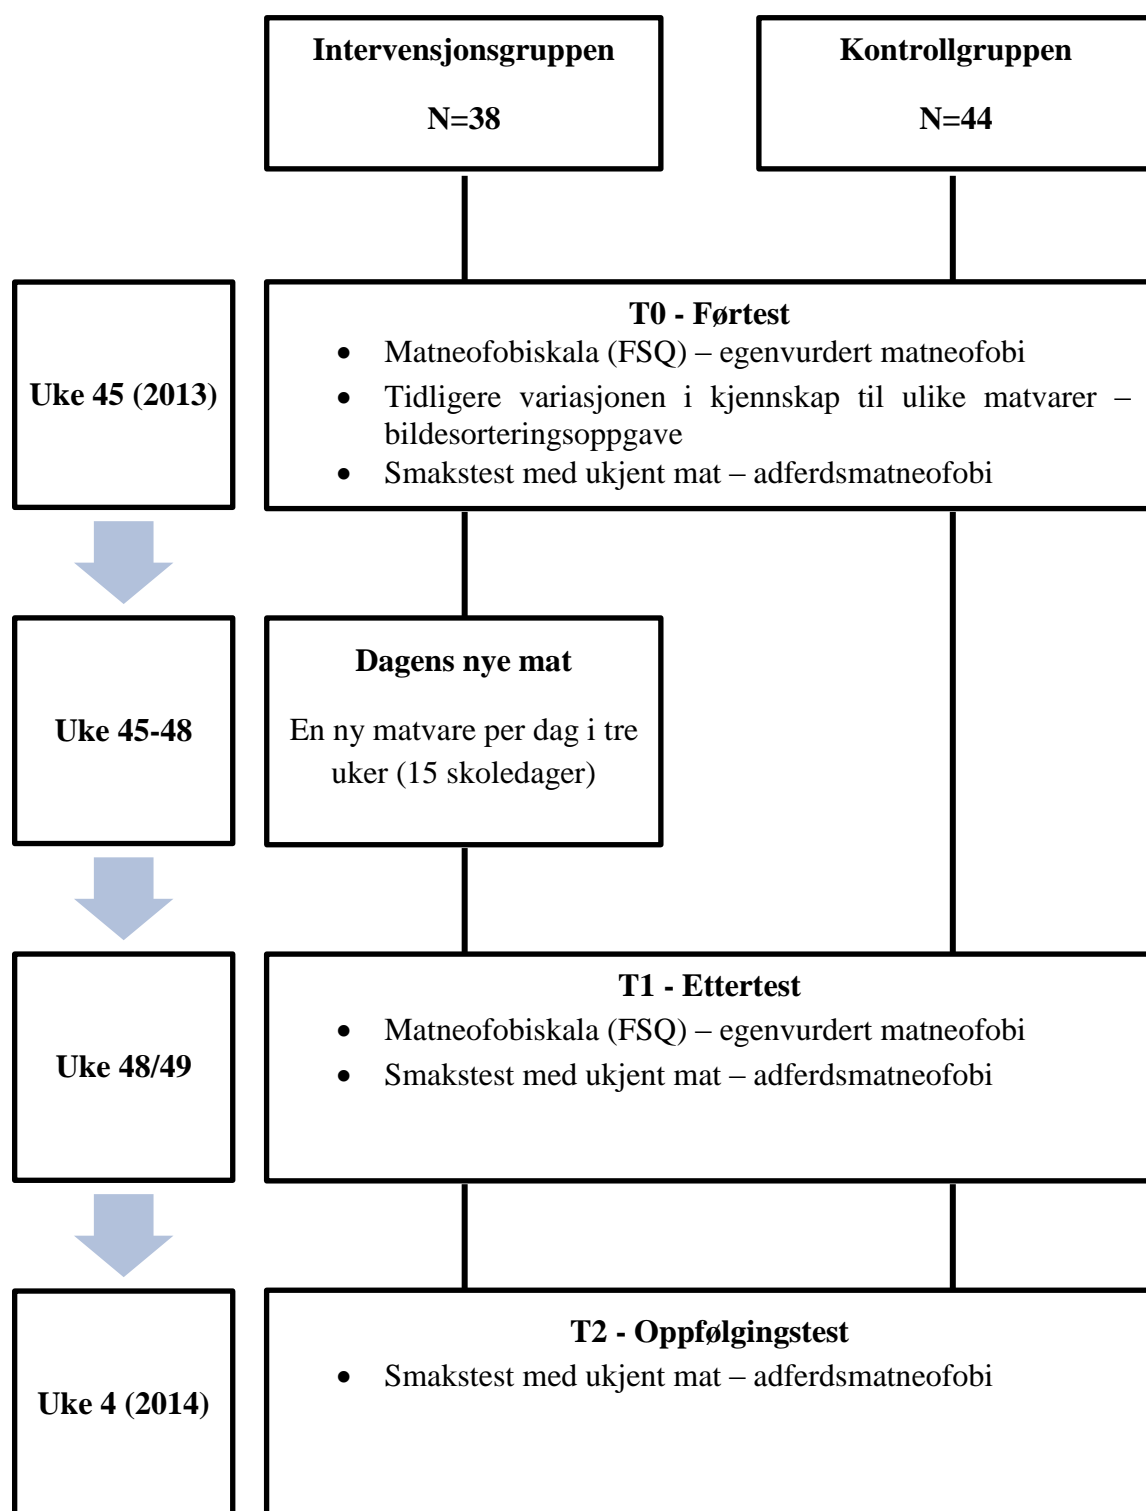 Intervensjonsgruppen
N=38
Kontrollgruppen
N=44
Uke 45 (2013)
T0 - Førtest
• Matneofobiskala (FSQ) – egenvurdert matneofobi
• Tidligere variasjonen i kjennskap til ulike matvarer –
bildesorteringsoppgave
• Smakstest med ukjent mat – adferdsmatneofobi
Uke 45-48
Dagens nye mat
En ny matvare per dag i tre
uker (15 skoledager)
Uke 48/49
T1 - Ettertest
• Matneofobiskala (FSQ) – egenvurdert matneofobi
• Smakstest med ukjent mat – adferdsmatneofobi
Uke 4 (2014)
T2 - Oppfølgingstest
• Smakstest med ukjent mat – adferdsmatneofobi